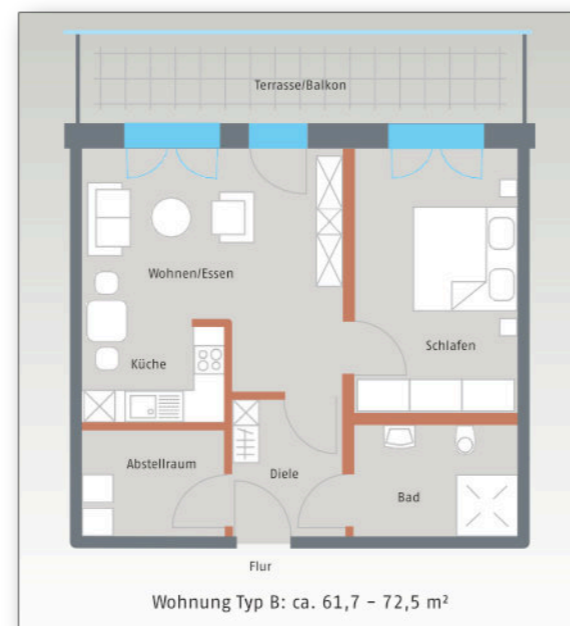 Terrasse/Balkon
Wohnen/Essen
Schlafen
Küche
Abstellraum
Diele
Bad
Flur
Wohnung Typ B: ca. 61,7 – 72,5 m²